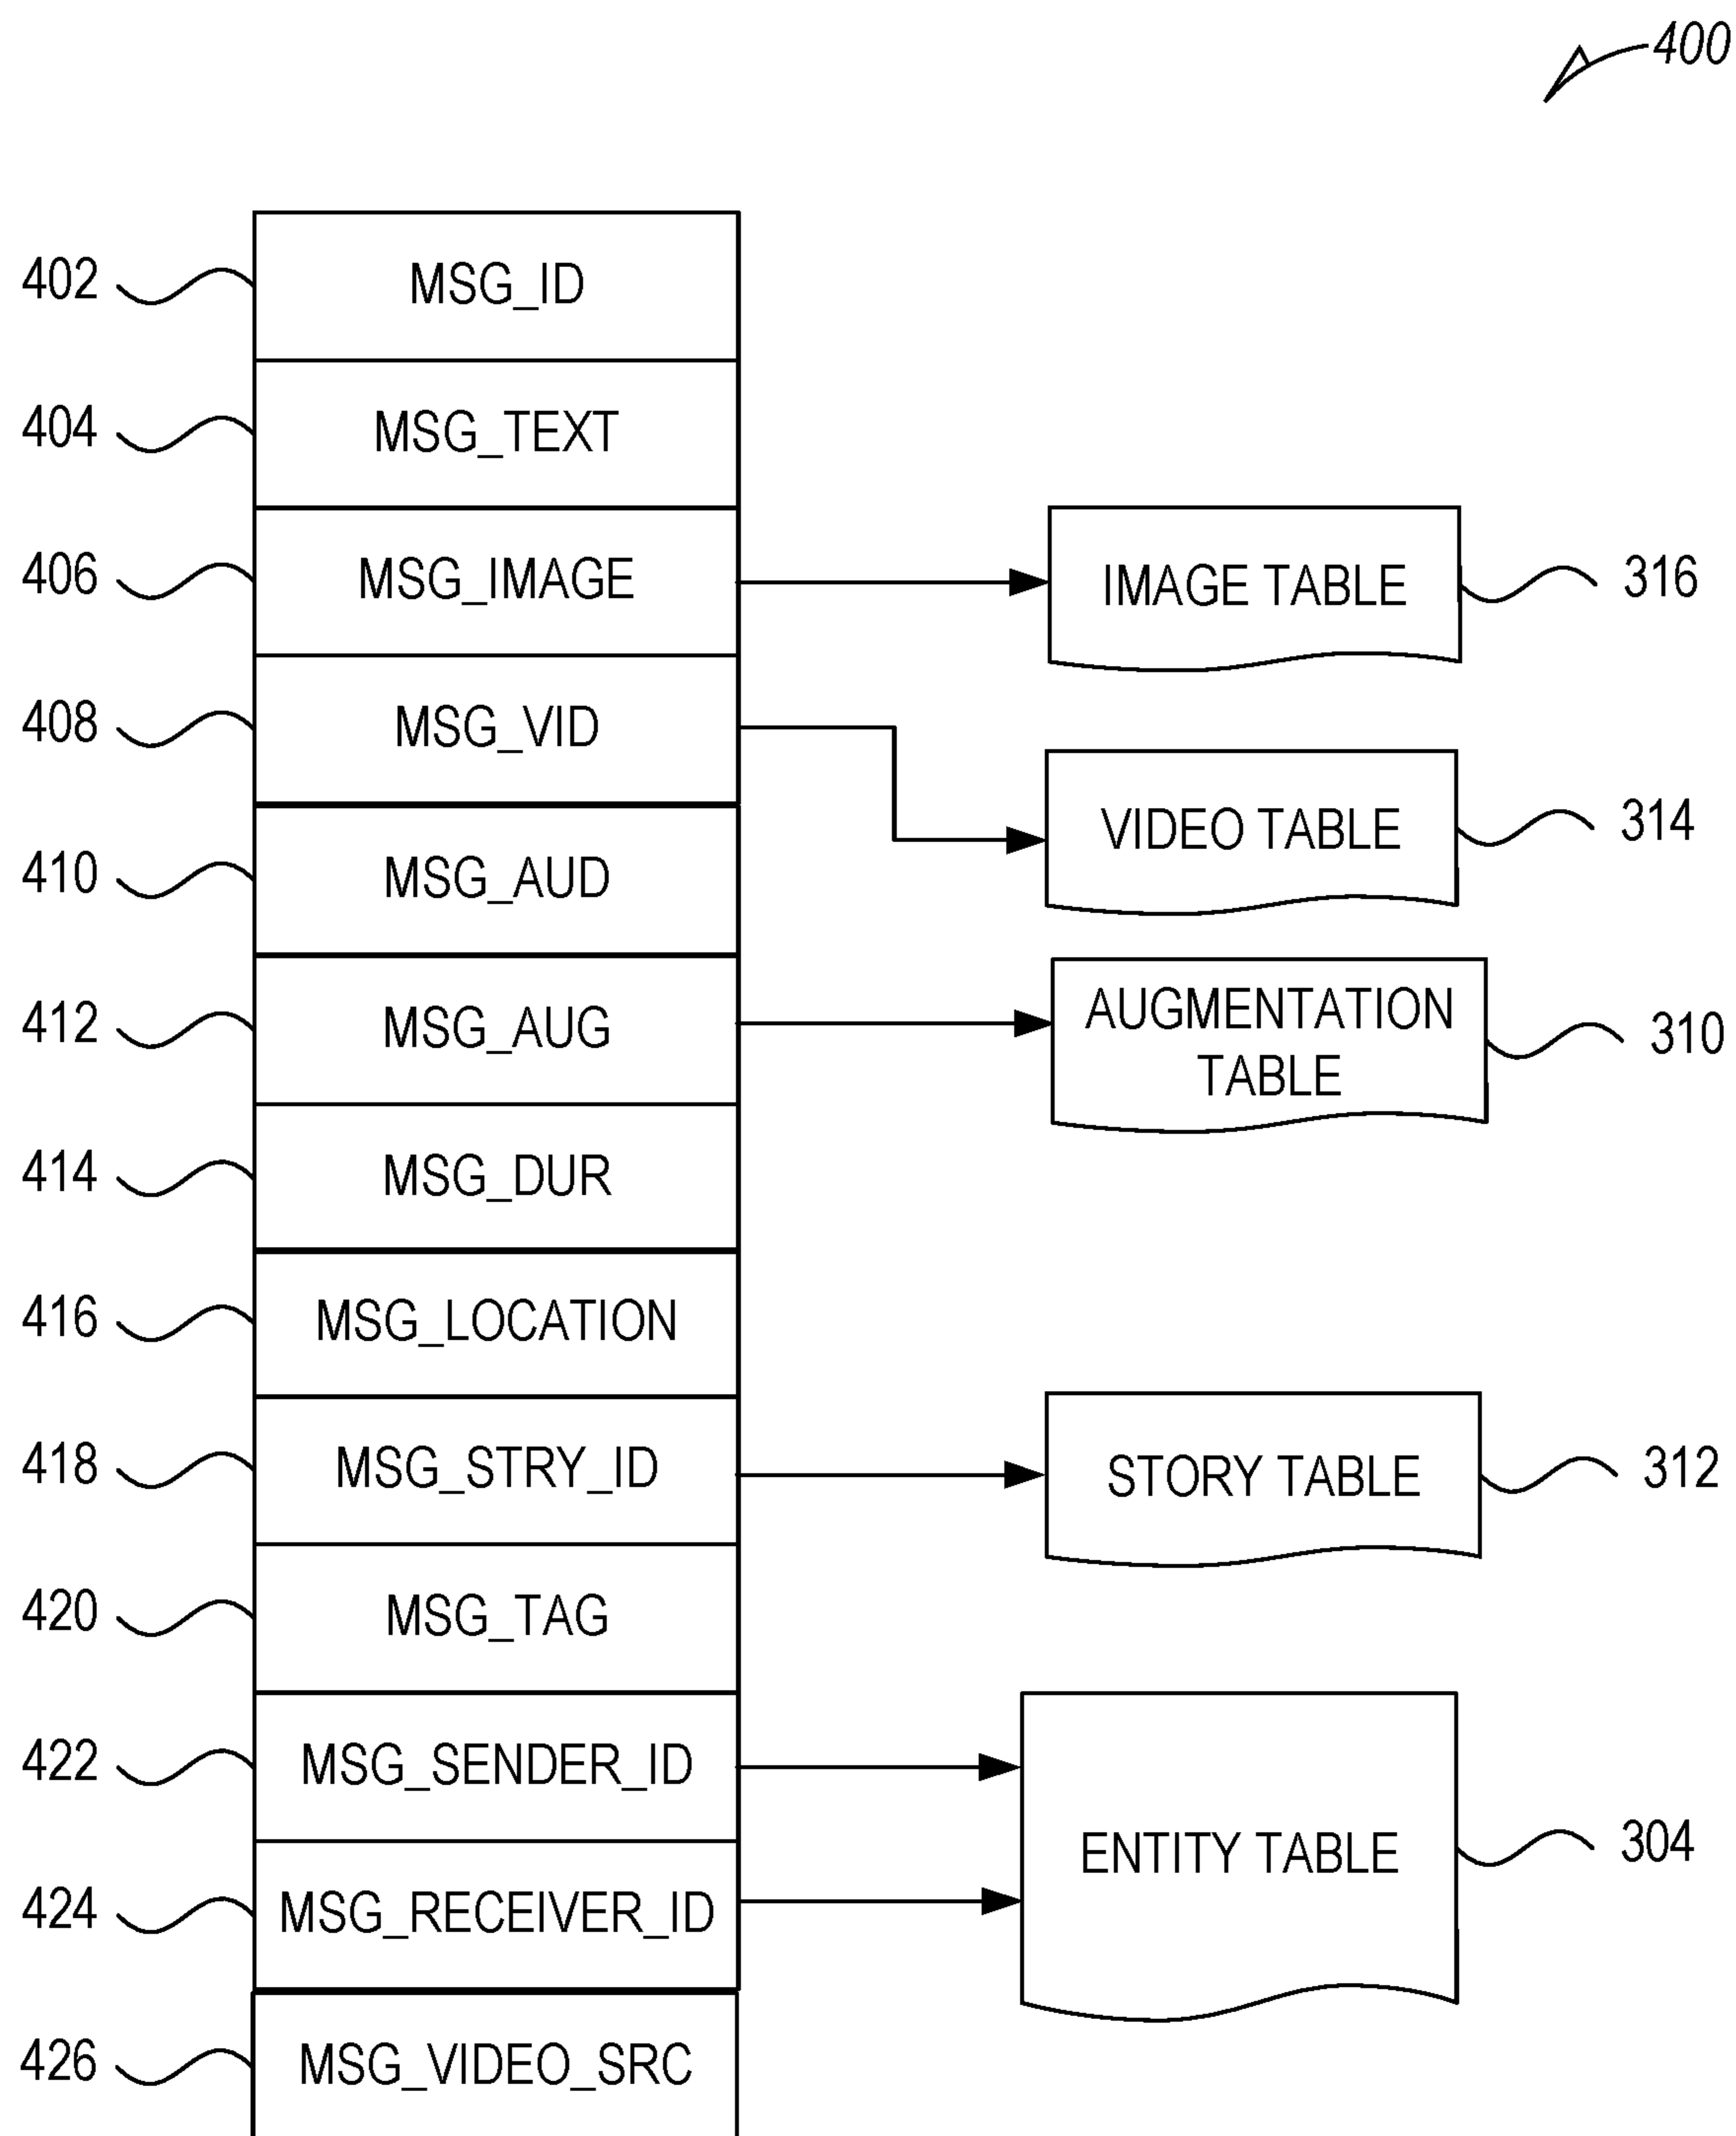 400
402 MSG_ID
404 MSG_TEXT
406 MSG_IMAGE IMAGE TABLE 316
408 MSG_VID VIDEO TABLE 314
410 MSG_AUD
412 MSG_AUG AUGMENTATION
TABLE 310
414 MSG_DUR
416 MSG_LOCATION
418 MSG_STRY_ID STORY TABLE 312
420 MSG_TAG
422 MSG_SENDER_ID
ENTITY TABLE 304
424 MSG_RECEIVER_ID
426 MSG_VIDEO_SRC